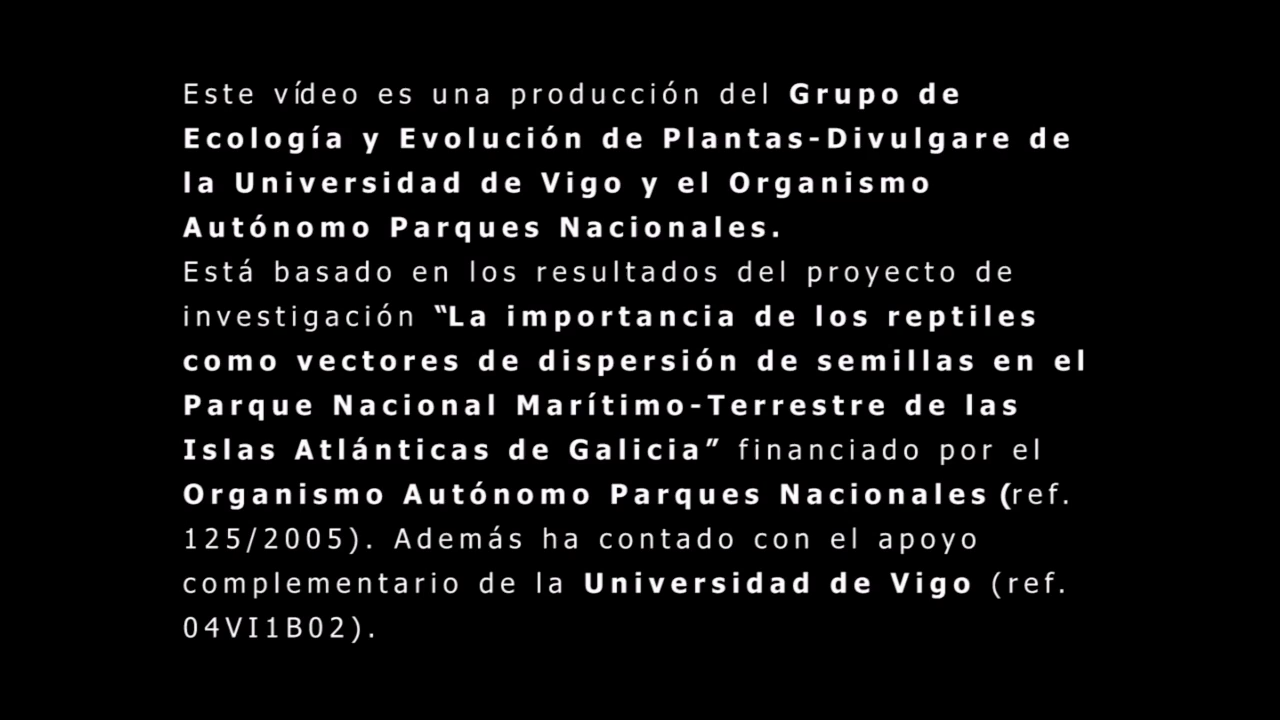 Este vídeo es una producción del Grupo de
Ecología y Evolución de Plantas-Divulgare de
la Universidad de Vigo y el Organismo
Autónomo Parques Nacionales.
Está basado en los resultados del proyecto de
investigación “La importancia de los reptiles
como vectores de dispersión de semillas en el
Parque Nacional Marítimo-Terrestre de las
Islas Atlánticas de Galicia” financiado por el
Organismo Autónomo Parques Nacionales (ref.
125/2005). Además ha contado con el apoyo
complementario de la Universidad de Vigo (ref.
04VI1B02).